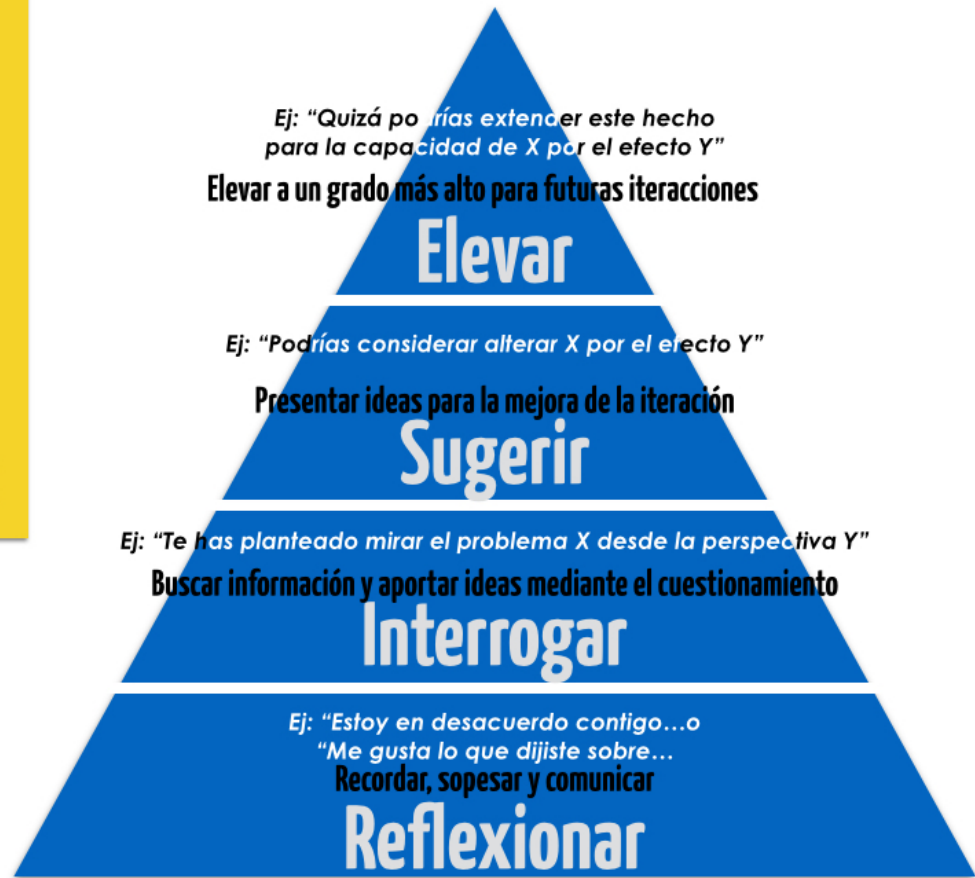 Ej: “Quizá podrías extender este hecho
para la capacidad de X por el efecto Y”
Elevar a un grado más alto para futuras iteracciones
Elevar
Ej: “Podrías considerar alterar X por el efecto Y”
Presentar ideas para la mejora de la iteración
Sugerir
Ej: “Te has planteado mirar el problema X desde la perspectiva Y”
Buscar información y aportar ideas mediante el cuestionamiento
Interrogar
Ej: “Estoy en desacuerdo contigo...o
“Me gusta lo que dijiste sobre...
Recordar, sopesar y comunicar
Reflexionar